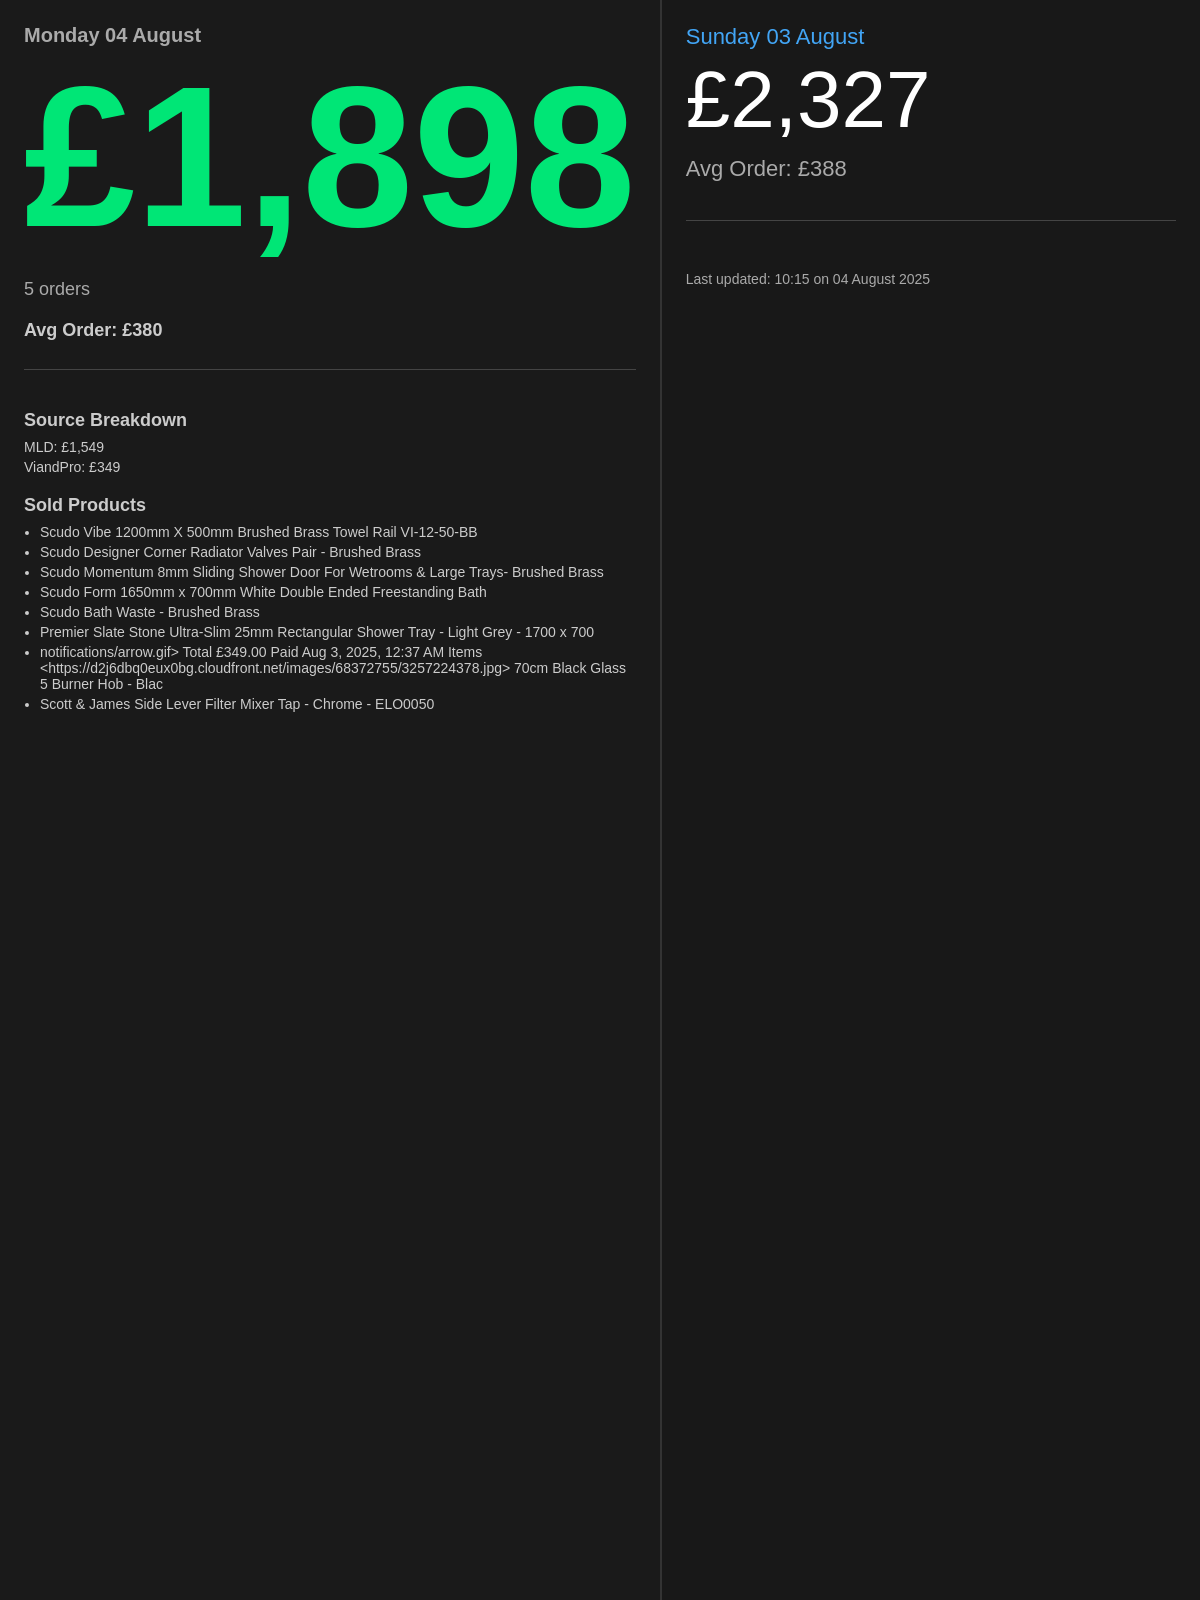 Monday 04 August
£1,898
5 orders
Avg Order: £380
Source Breakdown
MLD: £1,549
ViandPro: £349
Sold Products
• Scudo Vibe 1200mm X 500mm Brushed Brass Towel Rail VI-12-50-BB
• Scudo Designer Corner Radiator Valves Pair - Brushed Brass
• Scudo Momentum 8mm Sliding Shower Door For Wetrooms & Large Trays- Brushed Brass
• Scudo Form 1650mm x 700mm White Double Ended Freestanding Bath
• Scudo Bath Waste - Brushed Brass
• Premier Slate Stone Ultra-Slim 25mm Rectangular Shower Tray - Light Grey - 1700 x 700
• notifications/arrow.gif> Total £349.00 Paid Aug 3, 2025, 12:37 AM Items
<https://d2j6dbq0eux0bg.cloudfront.net/images/68372755/3257224378.jpg> 70cm Black Glass
5 Burner Hob - Blac
• Scott & James Side Lever Filter Mixer Tap - Chrome - ELO0050
Sunday 03 August
£2,327
Avg Order: £388
Last updated: 10:15 on 04 August 2025